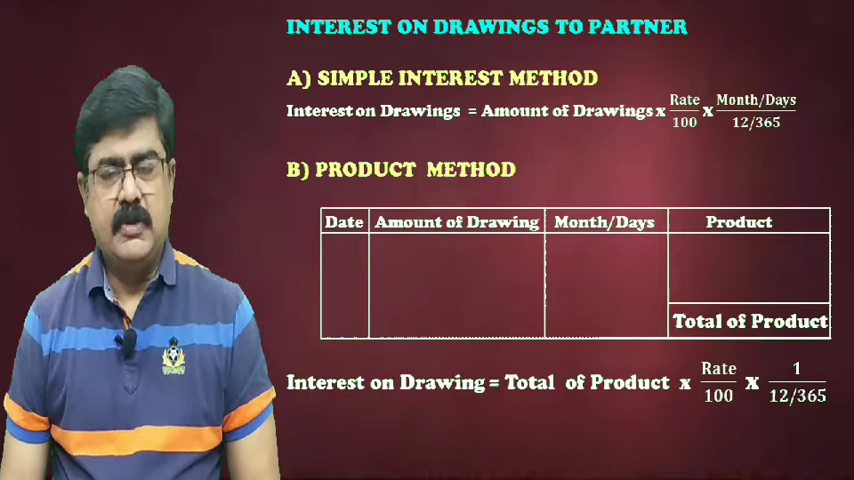 INTEREST ON DRAWINGS TO PARTNER
A) SIMPLE INTEREST METHOD
Interest on Drawings = Amount of Drawings x Rate/100 x Month/Days/12/365
B) PRODUCT METHOD
Date Amount of Drawing Month/Days Product
Total of Product
Interest on Drawing = Total of Product x Rate/100 x 1/12/365